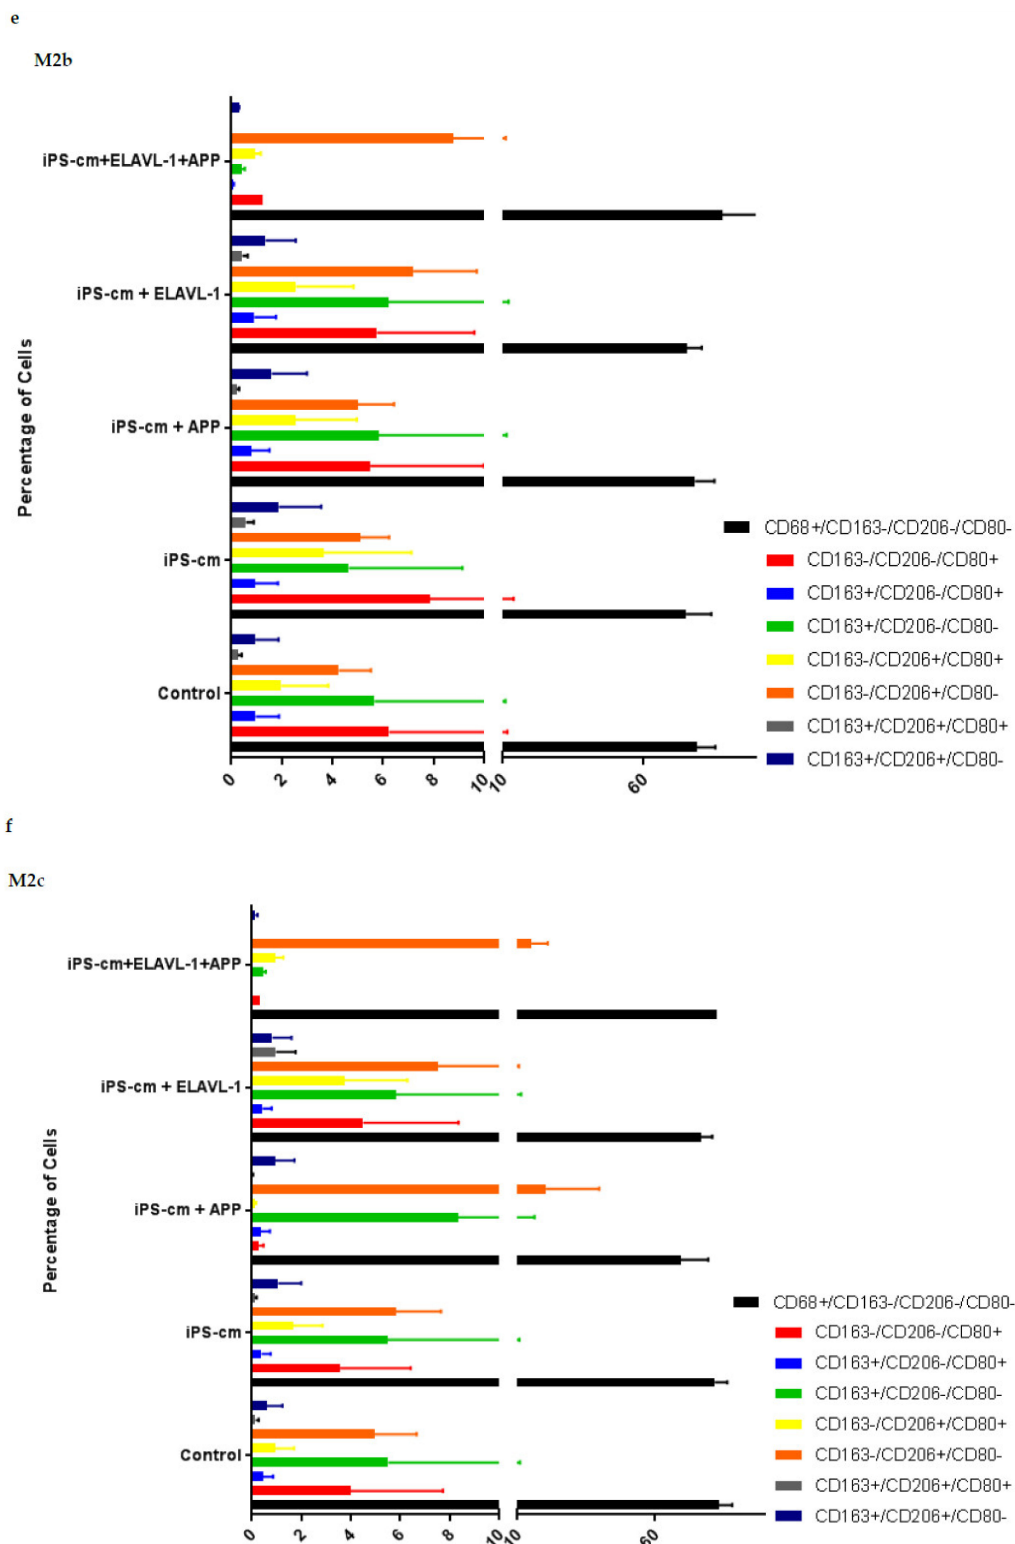 e
M2b
iPS-cm+ELAVL-1+APP
iPS-cm + ELAVL-1
iPS-cm + APP
iPS-cm
Control
Percentage of Cells
0 2 4 6 8 10 10 60
CD68+/CD163-/CD206-/CD80-
CD163-/CD206-/CD80+
CD163+/CD206-/CD80+
CD163+/CD206-/CD80-
CD163-/CD206+/CD80+
CD163-/CD206+/CD80-
CD163+/CD206+/CD80+
CD163+/CD206+/CD80-
f
M2c
iPS-cm+ELAVL-1+APP
iPS-cm + ELAVL-1
iPS-cm + APP
iPS-cm
Control
Percentage of Cells
0 2 4 6 8 10 10 60
CD68+/CD163-/CD206-/CD80-
CD163-/CD206-/CD80+
CD163+/CD206-/CD80+
CD163+/CD206-/CD80-
CD163-/CD206+/CD80+
CD163-/CD206+/CD80-
CD163+/CD206+/CD80+
CD163+/CD206+/CD80-